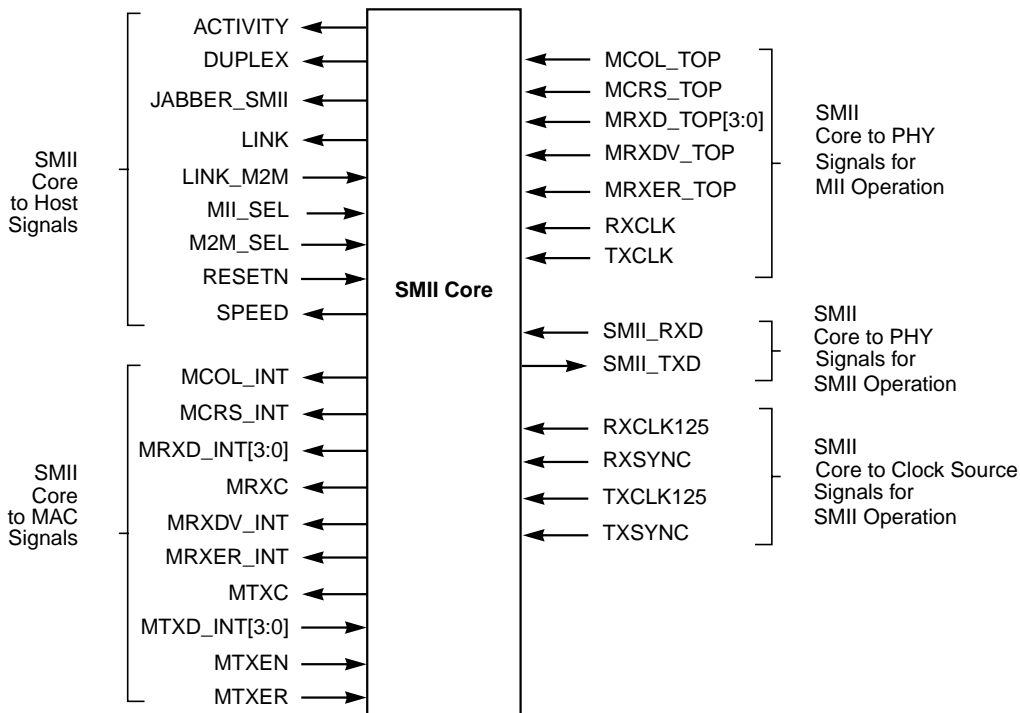 SMII
Core
to Host
Signals
ACTIVITY
DUPLEX
JABBER_SMII
LINK
LINK_M2M
MII_SEL
M2M_SEL
RESETN
SPEED
SMII
Core
to MAC
Signals
MCOL_INT
MCRS_INT
MRXD_INT[3:0]
MRXC
MRXDV_INT
MRXER_INT
MTXC
MTXD_INT[3:0]
MTXEN
MTXER
SMII Core
MCOL_TOP
MCRS_TOP
MRXD_TOP[3:0]
MRXDV_TOP
MRXER_TOP
RXCLK
TXCLK
SMII
Core to PHY
Signals for
MII Operation
SMII_RXD
SMII_TXD
SMII
Core to PHY
Signals for
SMII Operation
RXCLK125
RXSYNC
TXCLK125
TXSYNC
SMII
Core to Clock Source
Signals for
SMII Operation